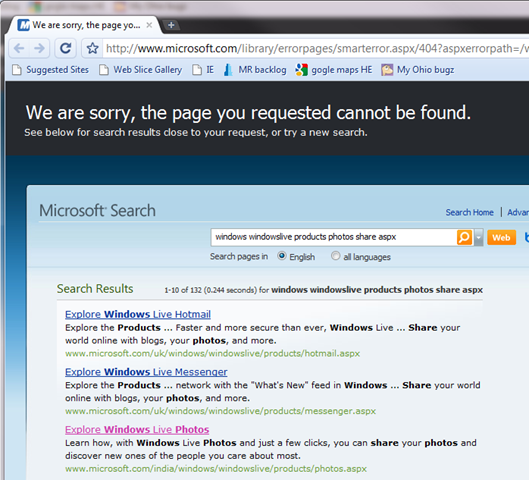 We are sorry, the page yo...
http://www.microsoft.com/library/errorpages/smarterror.aspx/404?aspxerrorpath=/w
Suggested Sites Web Slice Gallery IE MR backlog gogle maps HE My Ohio bugz
We are sorry, the page you requested cannot be found.
See below for search results close to your request, or try a new search.
Microsoft Search
Search Home | Advan
windows windowslive products photos share aspx Web
Search pages in English all languages
Search Results 1-10 of 132 (0.244 seconds) for windows windowslive products photos share aspx
Explore Windows Live Hotmail
Explore the Products ... Faster and more secure than ever, Windows Live ... Share your
world online with blogs, your photos, and more.
www.microsoft.com/uk/windows/windowslive/products/hotmail.aspx
Explore Windows Live Messenger
Explore the Products ... network with the "What's New" feed in Windows ... Share your world
online with blogs, your photos, and more.
www.microsoft.com/uk/windows/windowslive/products/messenger.aspx
Explore Windows Live Photos
Learn how, with Windows Live Photos and just a few clicks, you can share your photos and
discover new ones of the people you care about most.
www.microsoft.com/india/windows/windowslive/products/photos.aspx